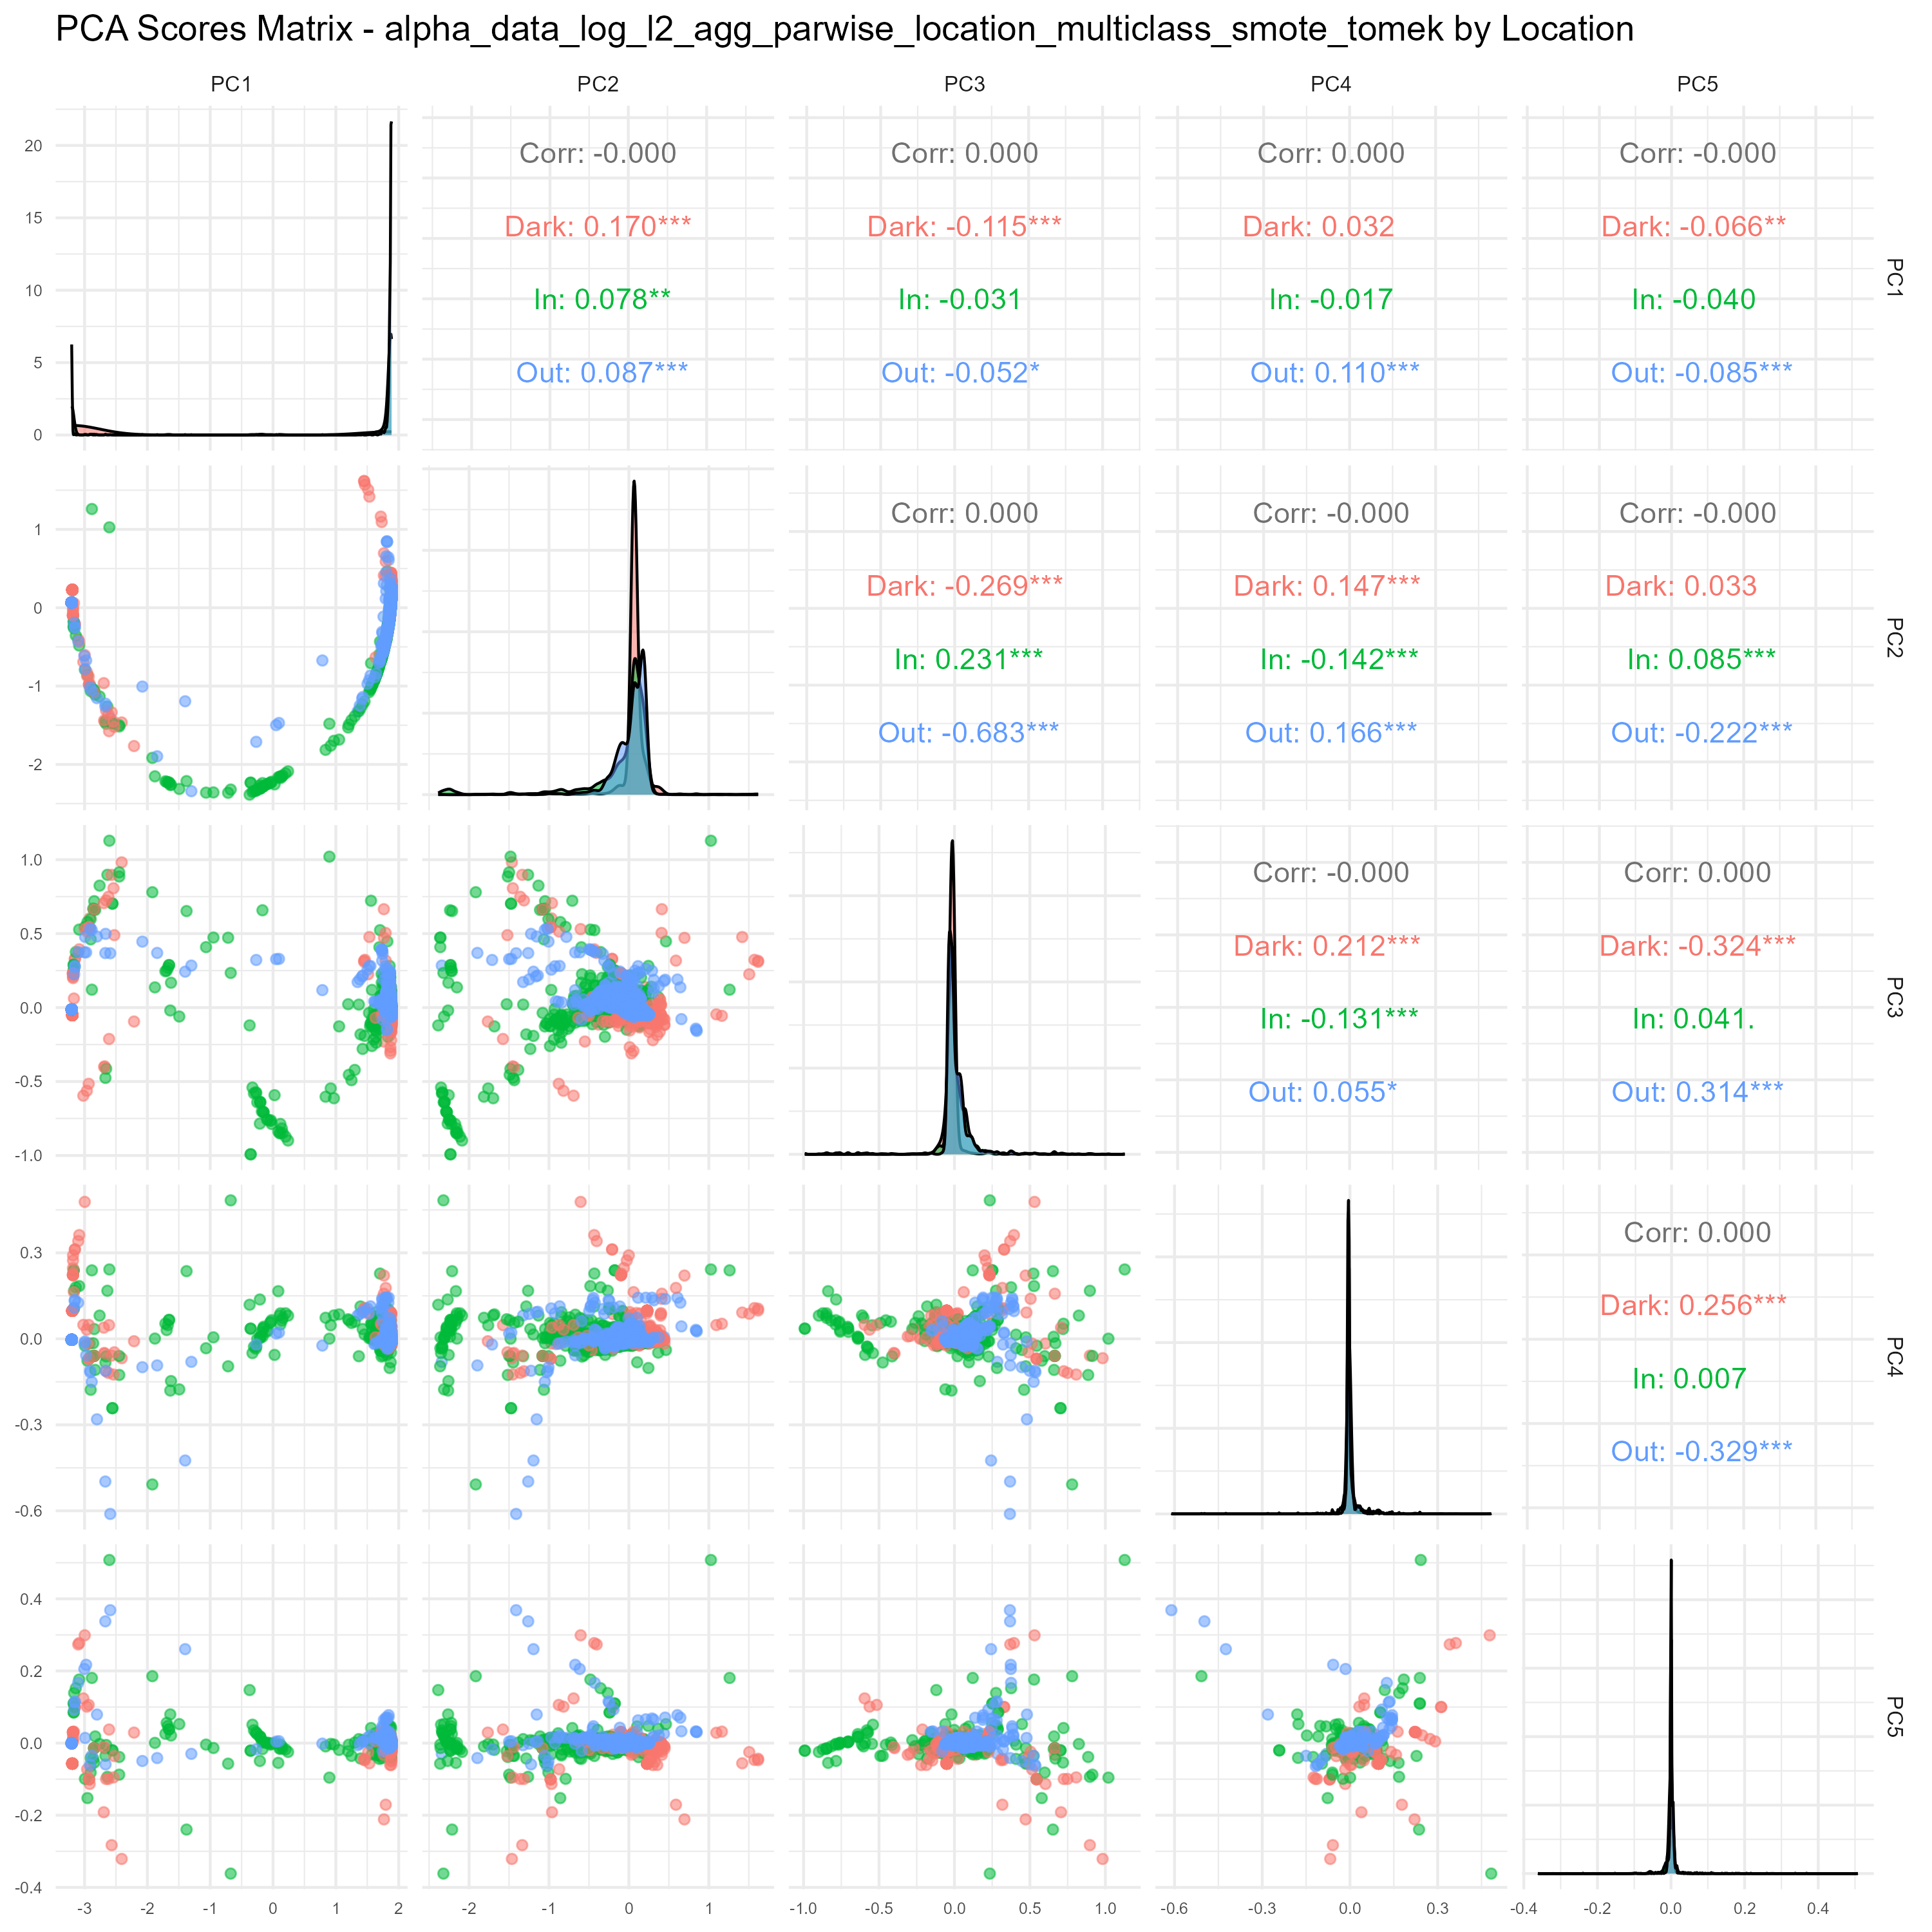 PCA Scores Matrix - alpha_data_log_l2_agg_parwise_location_multiclass_smote_tomek by Location
PC1 PC2 PC3 PC4 PC5
20
15
10
5
0
Corr: -0.000 Corr: 0.000 Corr: 0.000 Corr: -0.000
Dark: 0.170*** Dark: -0.115*** Dark: 0.032 Dark: -0.066**
In: 0.078** In: -0.031 In: -0.017 In: -0.040
Out: 0.087*** Out: -0.052* Out: 0.110*** Out: -0.085***
PC1
1
0
-1
-2
Corr: 0.000 Corr: -0.000 Corr: -0.000
Dark: -0.269*** Dark: 0.147*** Dark: 0.033
In: 0.231*** In: -0.142*** In: 0.085***
Out: -0.683*** Out: 0.166*** Out: -0.222***
PC2
1.0
0.5
0.0
-0.5
-1.0
Corr: -0.000 Corr: 0.000
Dark: 0.212*** Dark: -0.324***
In: -0.131*** In: 0.041.
Out: 0.055* Out: 0.314***
PC3
0.3
0.0
-0.3
-0.6
Corr: 0.000
Dark: 0.256***
In: 0.007
Out: -0.329***
PC4
0.4
0.2
0.0
-0.2
-0.4
PC5
-3 -2 -1 0 1 2 -2 -1 0 1 -1.0 -0.5 0.0 0.5 1.0 -0.6 -0.3 0.0 0.3 -0.4 -0.2 0.0 0.2 0.4